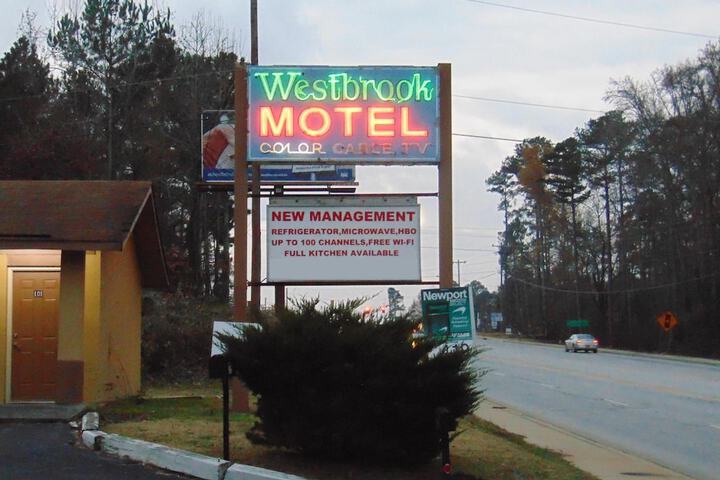 Westbrook
MOTEL
COLOR CABLE TV
NEW MANAGEMENT
REFRIGERATOR,MICROWAVE,HBO
UP TO 100 CHANNELS,FREE WI-FI
FULL KITCHEN AVAILABLE
Newport
101